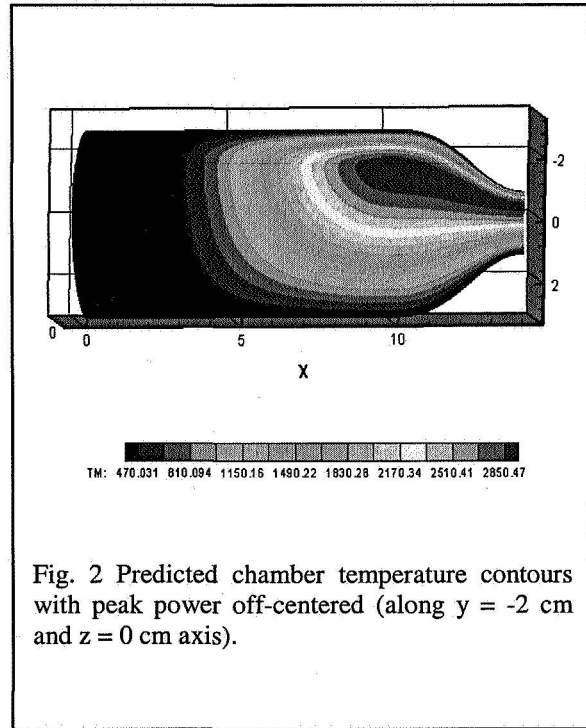 -2
0
2
0 0 5 10
X
TM: 470.031 810.094 1150.16 1490.22 1830.28 2170.34 2510.41 2850.47
Fig. 2 Predicted chamber temperature contours
with peak power off-centered (along y = -2 cm
and z = 0 cm axis).